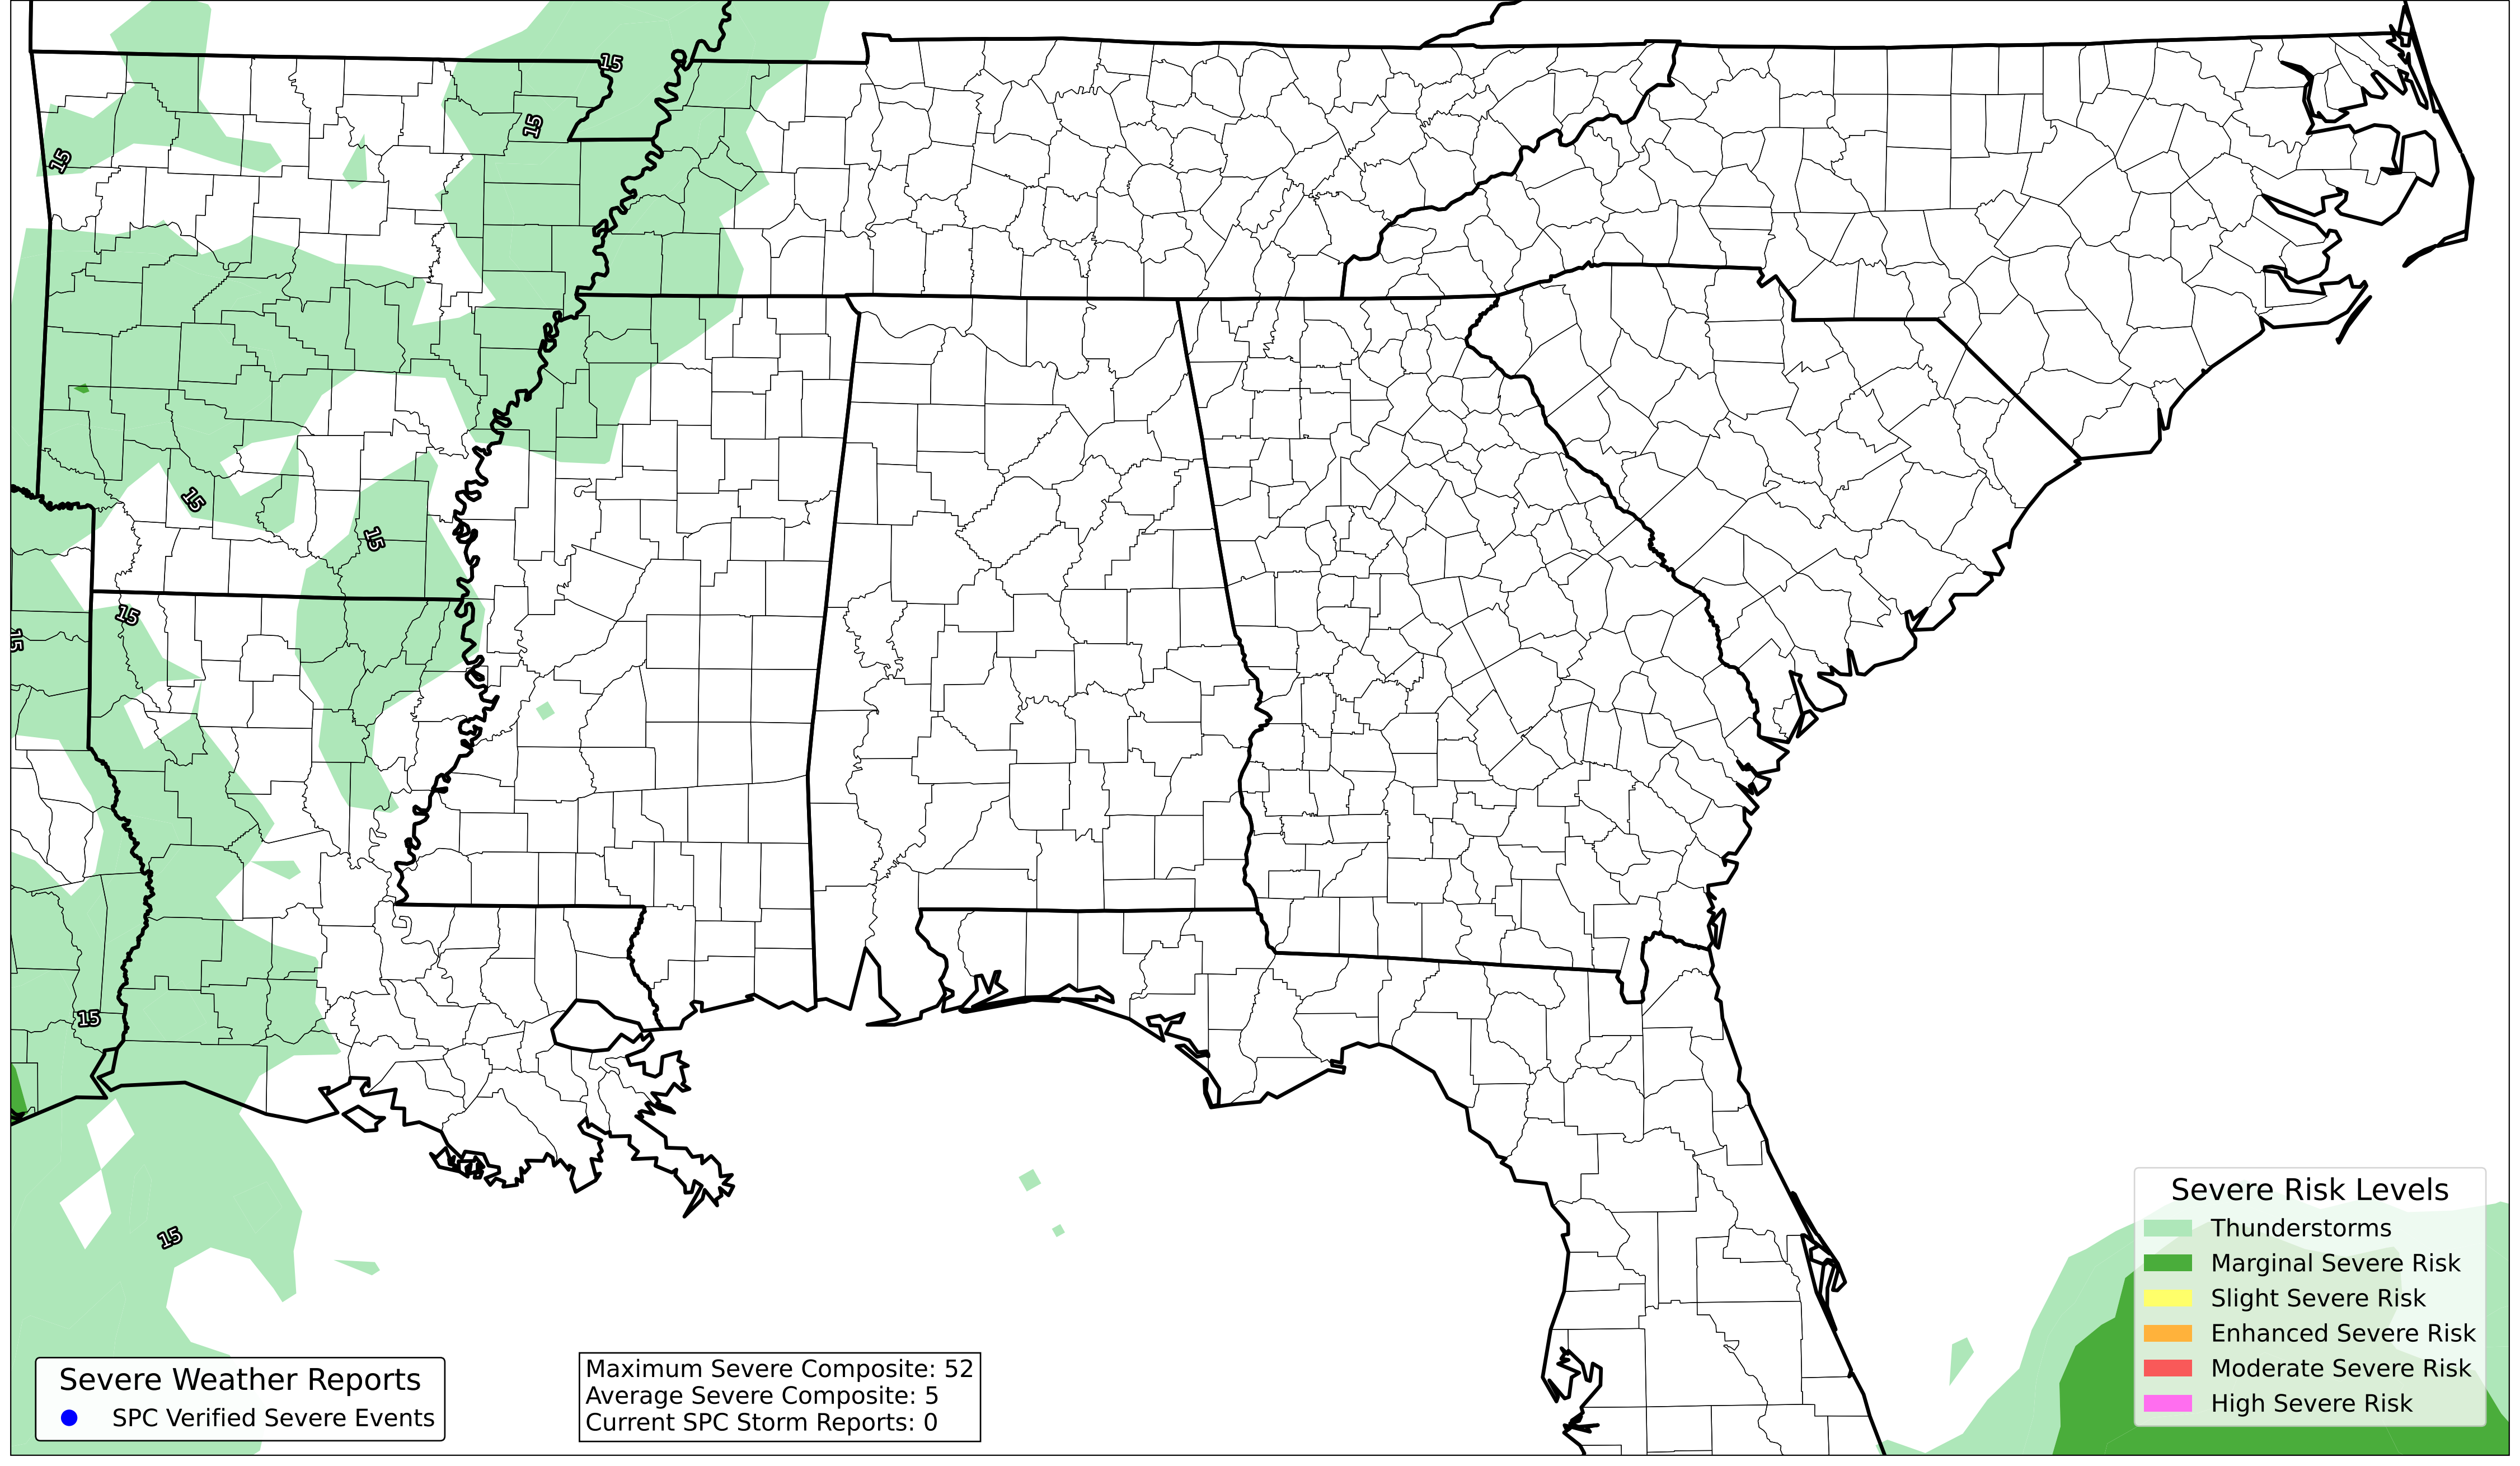 15
15
15
15
15
15
15
15
15
Severe Risk Levels
Thunderstorms
Marginal Severe Risk
Slight Severe Risk
Enhanced Severe Risk
Moderate Severe Risk
High Severe Risk
Severe Weather Reports
SPC Verified Severe Events
Maximum Severe Composite: 52
Average Severe Composite: 5
Current SPC Storm Reports: 0